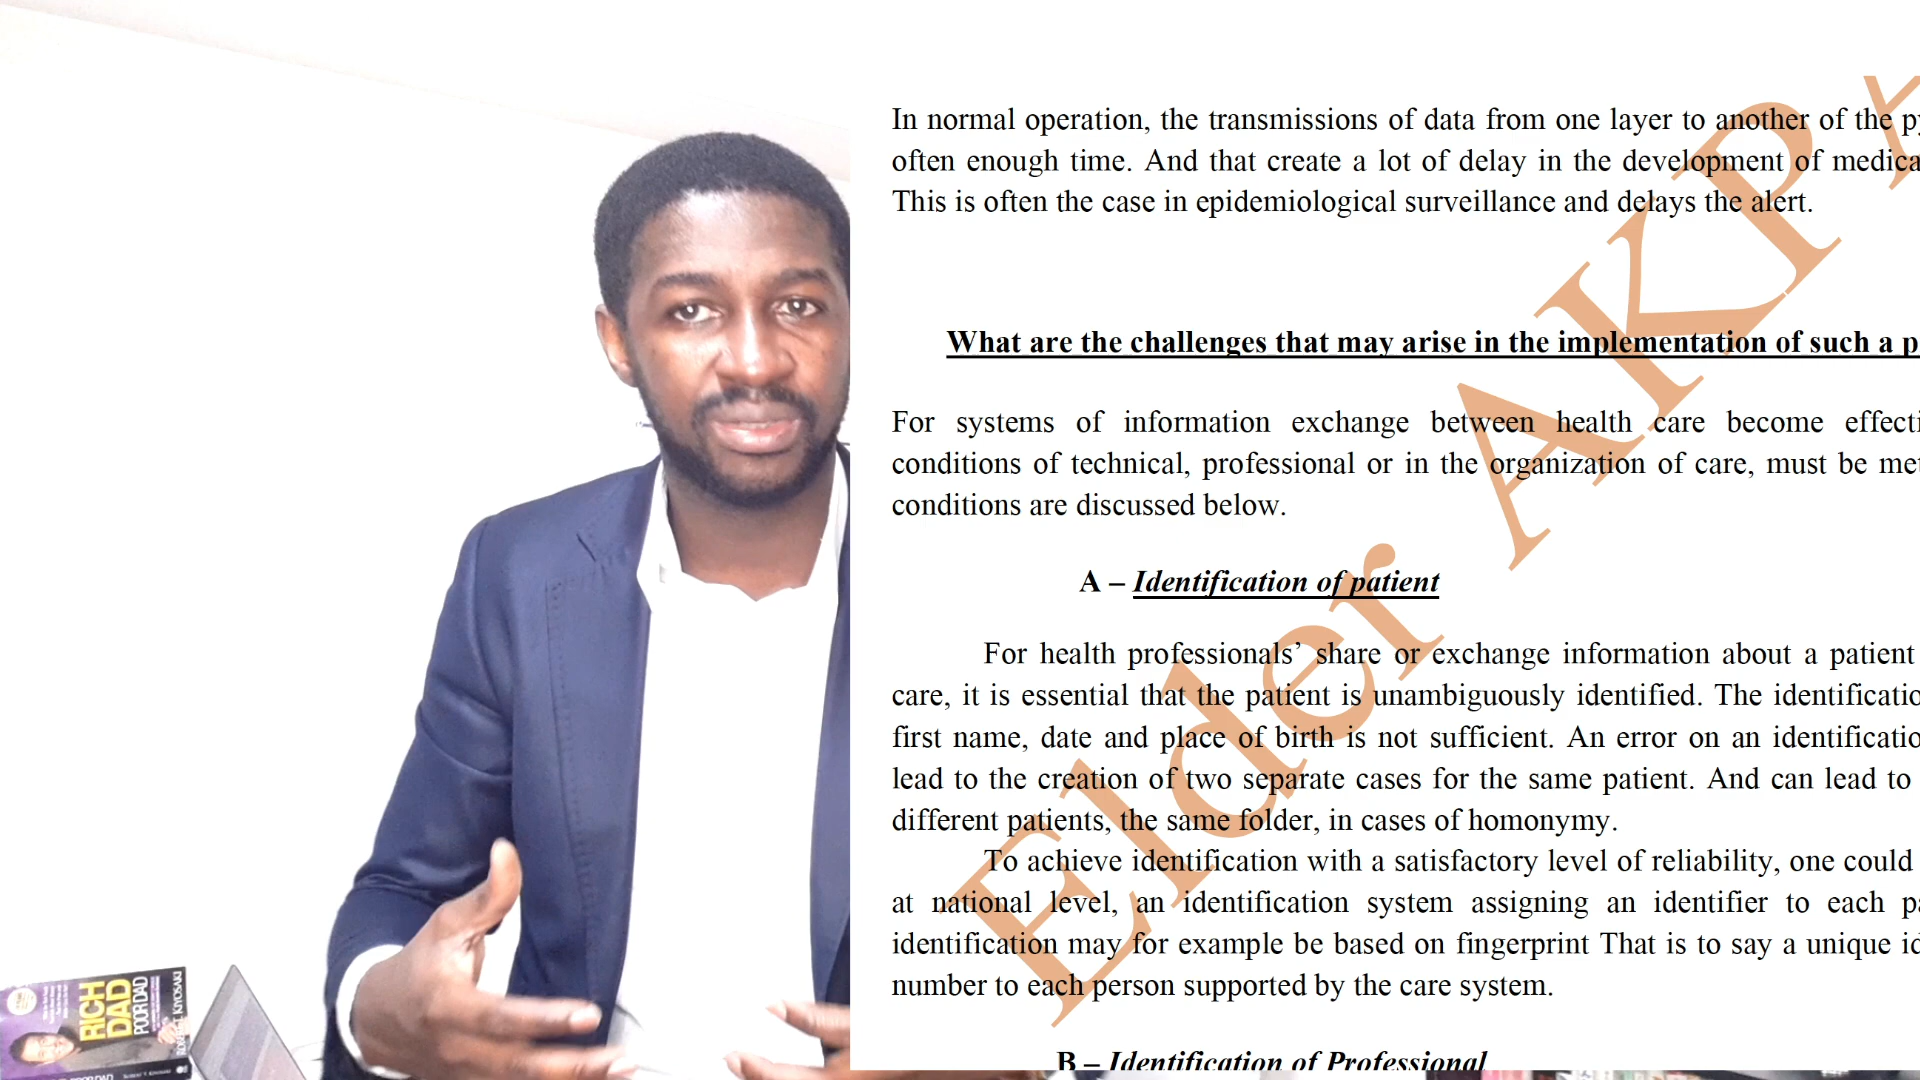 In normal operation, the transmissions of data from one layer to another of the
often enough time. And that create a lot of delay in the development of
This is often the case in epidemiological surveillance and delays the alert.
What are the challenges that may arise in the implementation of such a
For systems of information exchange between health care become
conditions of technical, professional or in the organization of care, must be
conditions are discussed below.
A – Identification of patient
For health professionals’ share or exchange information about a patient
care, it is essential that the patient is unambiguously identified. The
first name, date and place of birth is not sufficient. An error on an
lead to the creation of two separate cases for the same patient. And can lead to
different patients, the same folder, in cases of homonymy.
To achieve identification with a satisfactory level of reliability, one could
at national level, an identification system assigning an identifier to each
identification may for example be based on fingerprint That is to say a unique
number to each person supported by the care system.
B – Identification of Professional
Elder AKPA
RICH
DAD
POOR DAD
ROBERT T. KIYOSAKI